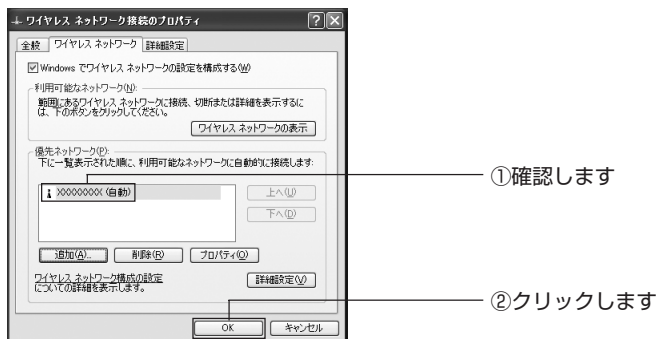 ワイヤレス ネットワーク接続のプロパティ
全般 ワイヤレス ネットワーク 詳細設定
Windows でワイヤレス ネットワークの設定を構成する(W)
利用可能なネットワーク(N):
範囲にあるワイヤレス ネットワークに接続、切断または詳細を表示するに
は、下のボタンをクリックしてください。
ワイヤレス ネットワークの表示
優先ネットワーク(P):
下に一覧表示された順に、利用可能なネットワークに自動的に接続します:
XXXXXXXX (自動)
上へ(U)
①確認します
下へ(D)
追加(A)... 削除(R) プロパティ(O)
ワイヤレス ネットワーク構成の設定
についての詳細を表示します。
詳細設定(V)
②クリックします
OK キャンセル